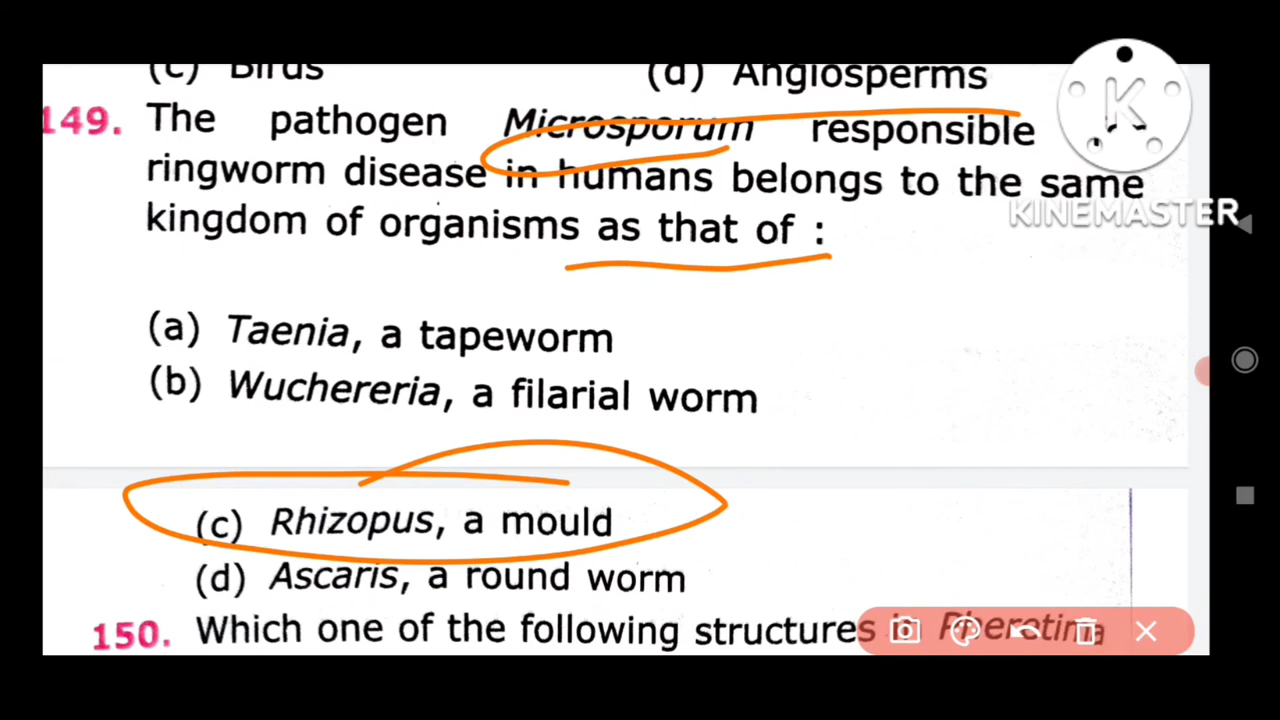 (c) Birds (d) Angiosperms
149. The pathogen Microsporum responsible
ringworm disease in humans belongs to the same
kingdom of organisms as that of :
KINEMASTER
(a) Taenia, a tapeworm
(b) Wuchereria, a filarial worm
(c) Rhizopus, a mould
(d) Ascaris, a round worm
150. Which one of the following structures in Pheretima